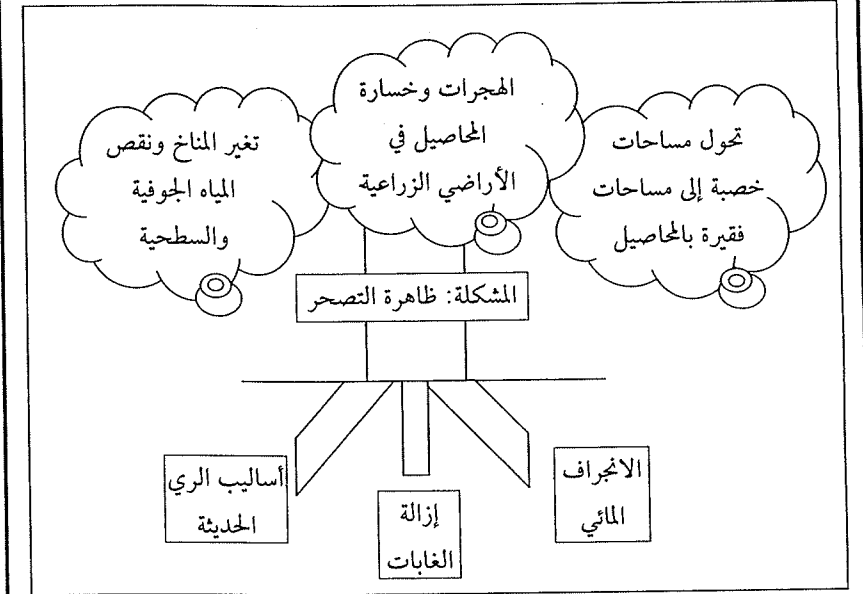 تحول مساحات
خصبة إلى مساحات
فقيرة بالمحاصيل
الهجرات وخسارة
المحاصيل في
الأراضي الزراعية
تغير المناخ ونقص
المياه الجوفية
والسطحية
المشكلة: ظاهرة التصحر
الانجراف
المائي
إزالة
الغابات
أساليب الري
الحديثة